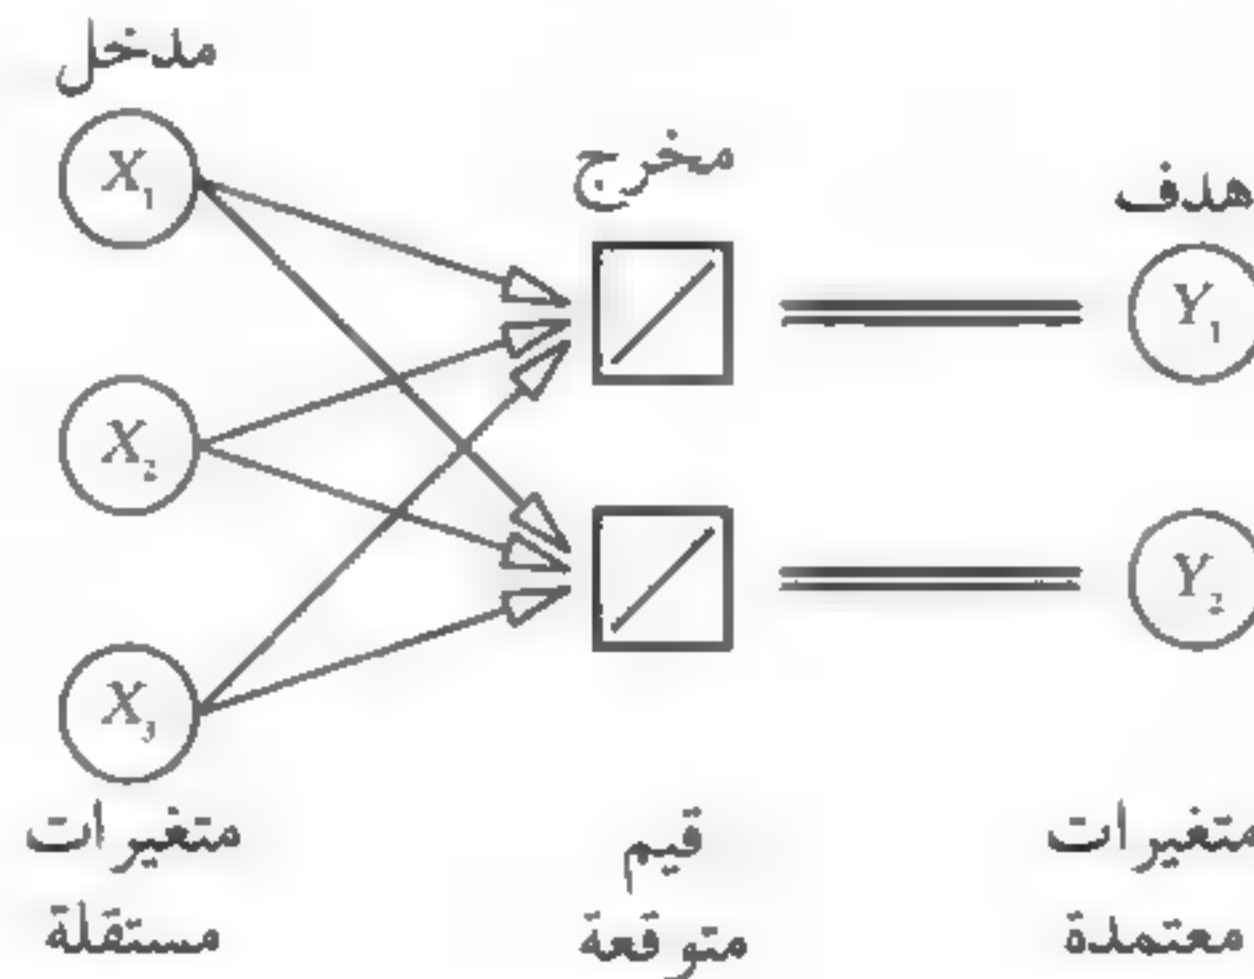 مدخل
مخرج
هدف
X₁
Y₁
X₂
Y₂
X₃
متغيرات مستقلة
قيم متوقعة
متغيرات معتمدة